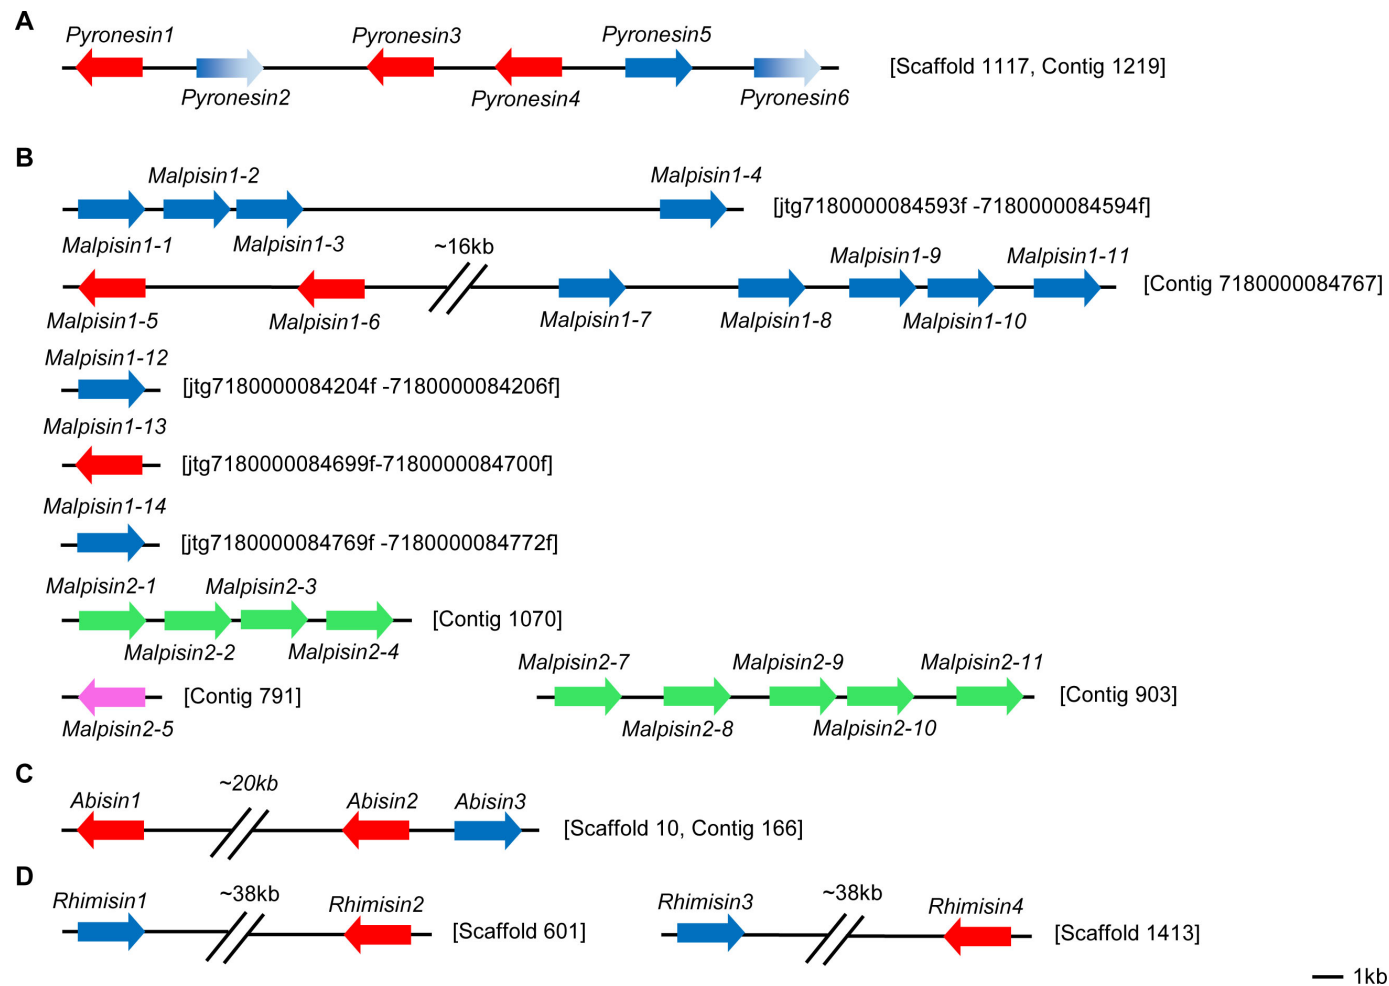 A
Pyronesin1
Pyronesin3
Pyronesin5
[Scaffold 1117, Contig 1219]
Pyronesin2
Pyronesin4
Pyronesin6
B
Malpisin1-2
Malpisin1-4
[jtg7180000084593f -7180000084594f]
Malpisin1-1
Malpisin1-3
~16kb
Malpisin1-9
Malpisin1-11
[Contig 7180000084767]
Malpisin1-5
Malpisin1-6
Malpisin1-7
Malpisin1-8
Malpisin1-10
Malpisin1-12
[jtg7180000084204f -7180000084206f]
Malpisin1-13
[jtg7180000084699f-7180000084700f]
Malpisin1-14
[jtg7180000084769f -7180000084772f]
Malpisin2-1
Malpisin2-3
[Contig 1070]
Malpisin2-2
Malpisin2-4
Malpisin2-7
Malpisin2-9
Malpisin2-11
[Contig 791]
[Contig 903]
Malpisin2-5
Malpisin2-8
Malpisin2-10
C
~20kb
Abisin1
Abisin2
Abisin3
[Scaffold 10, Contig 166]
D
Rhimisin1
~38kb
Rhimisin2
[Scaffold 601]
Rhimisin3
~38kb
Rhimisin4
[Scaffold 1413]
1kb